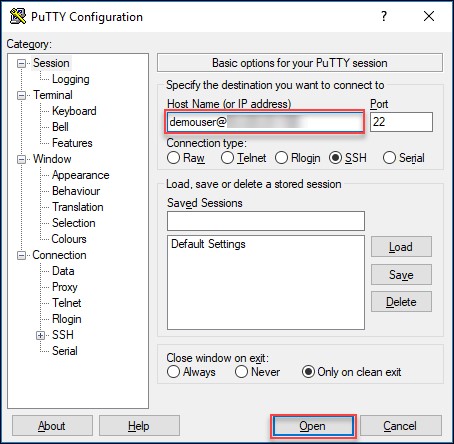 PuTTY Configuration ? ×
Category:
Session
Logging
Terminal
Keyboard
Bell
Features
Window
Appearance
Behaviour
Translation
Selection
Colours
Connection
Data
Proxy
Telnet
Rlogin
SSH
Serial
Basic options for your PuTTY session
Specify the destination you want to connect to
Host Name (or IP address) Port
demouser@ 22
Connection type:
Raw Telnet Rlogin SSH Serial
Load, save or delete a stored session
Saved Sessions
Default Settings
Load
Save
Delete
Close window on exit:
Always Never Only on clean exit
About Help Open Cancel